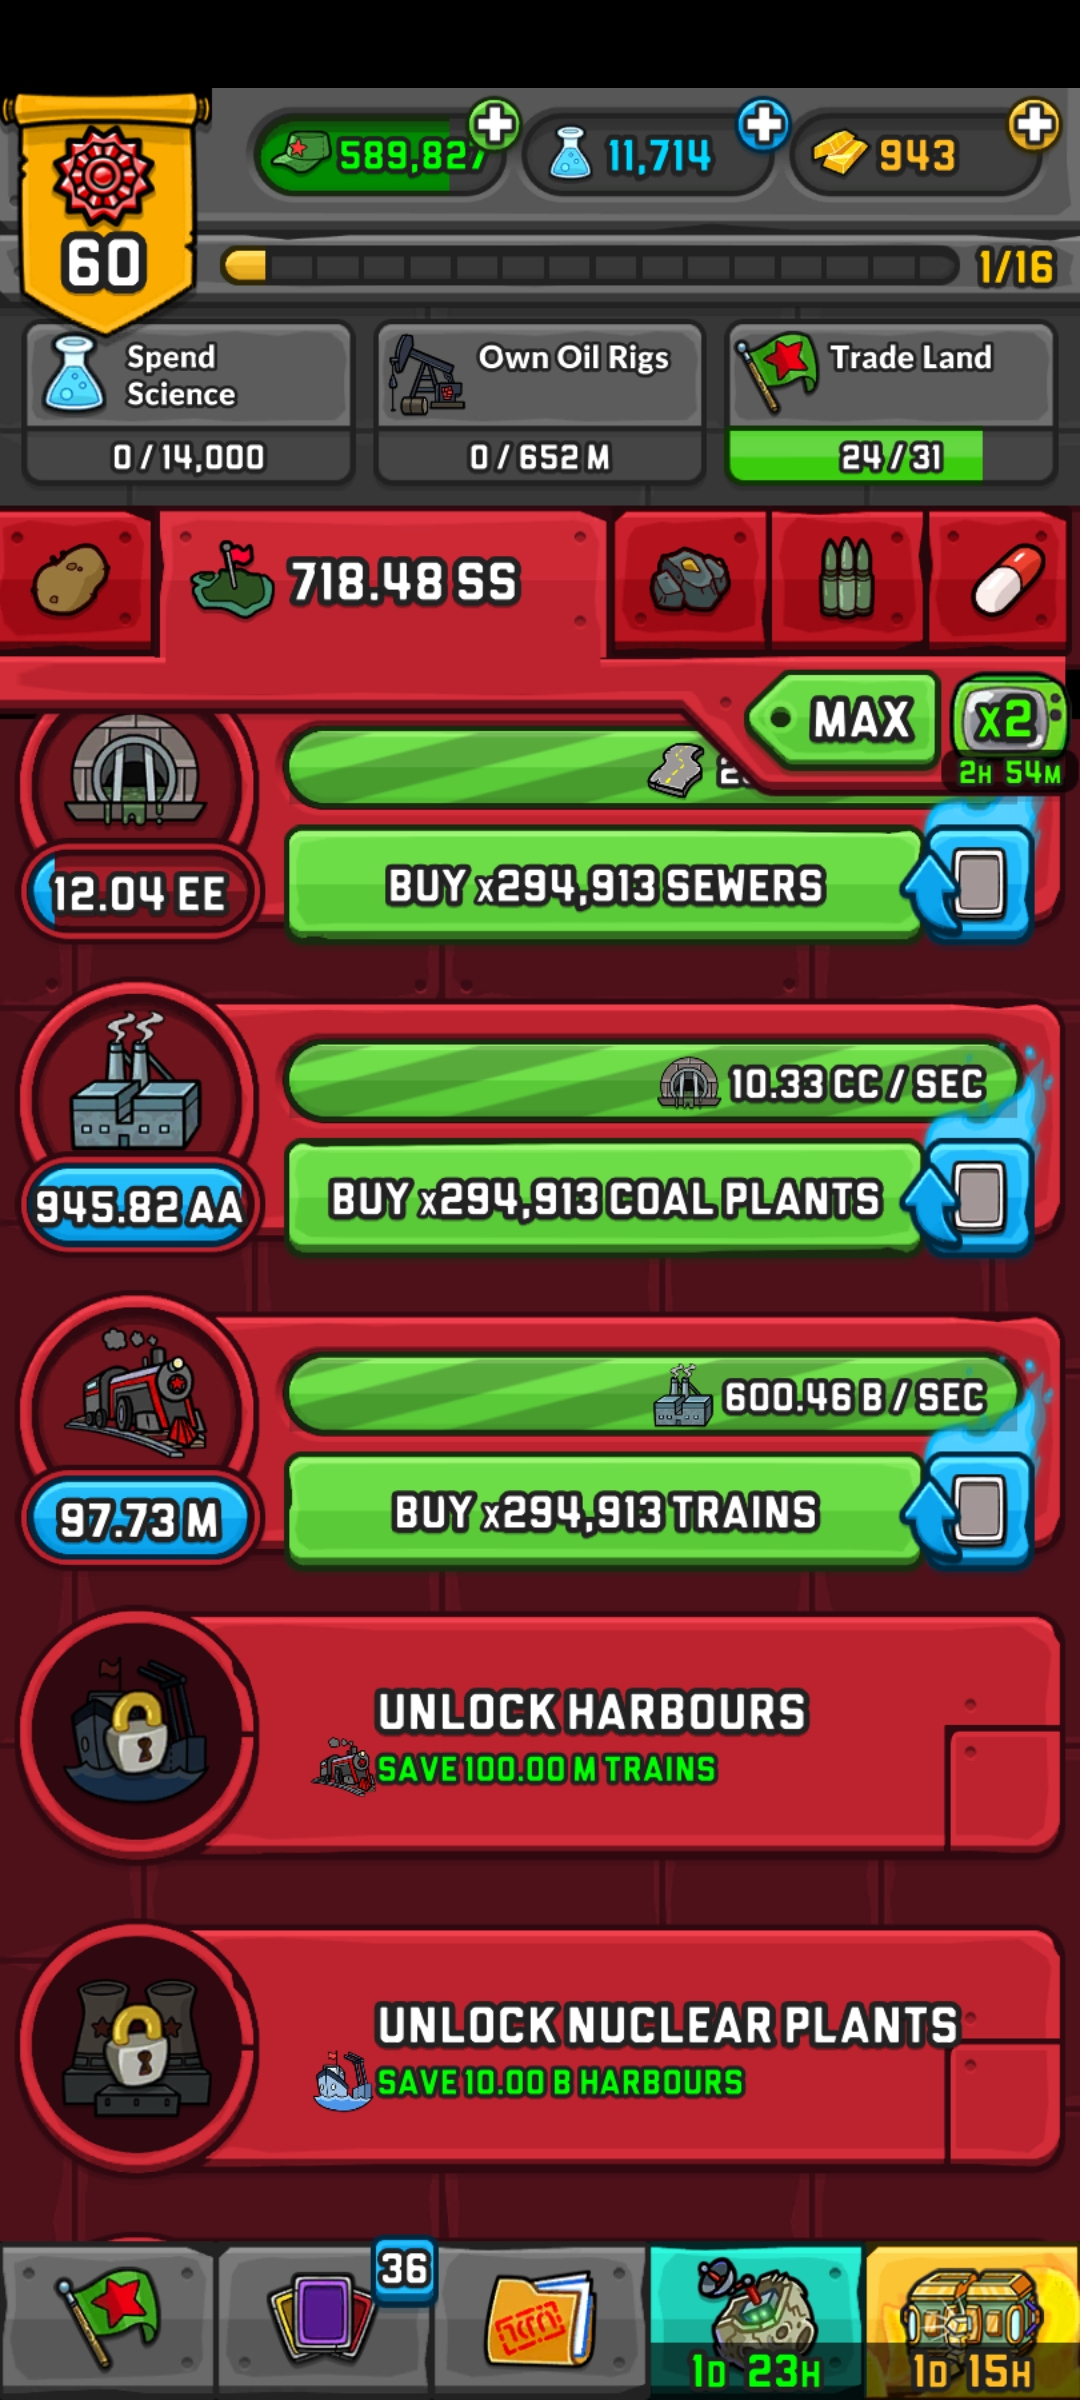 60
589,827
11,714
943
1/16
Spend
Science
0 / 14,000
Own Oil Rigs
0 / 652 M
Trade Land
24 / 31
718.48 SS
MAX
x2
2H 54M
12.04 EE
BUY x294,913 SEWERS
10.33 CC / SEC
945.82 AA
BUY x294,913 COAL PLANTS
600.46 B / SEC
97.73 M
BUY x294,913 TRAINS
UNLOCK HARBOURS
SAVE 100.00 M TRAINS
UNLOCK NUCLEAR PLANTS
SAVE 10.00 B HARBOURS
36
1D 23H
1D 15H